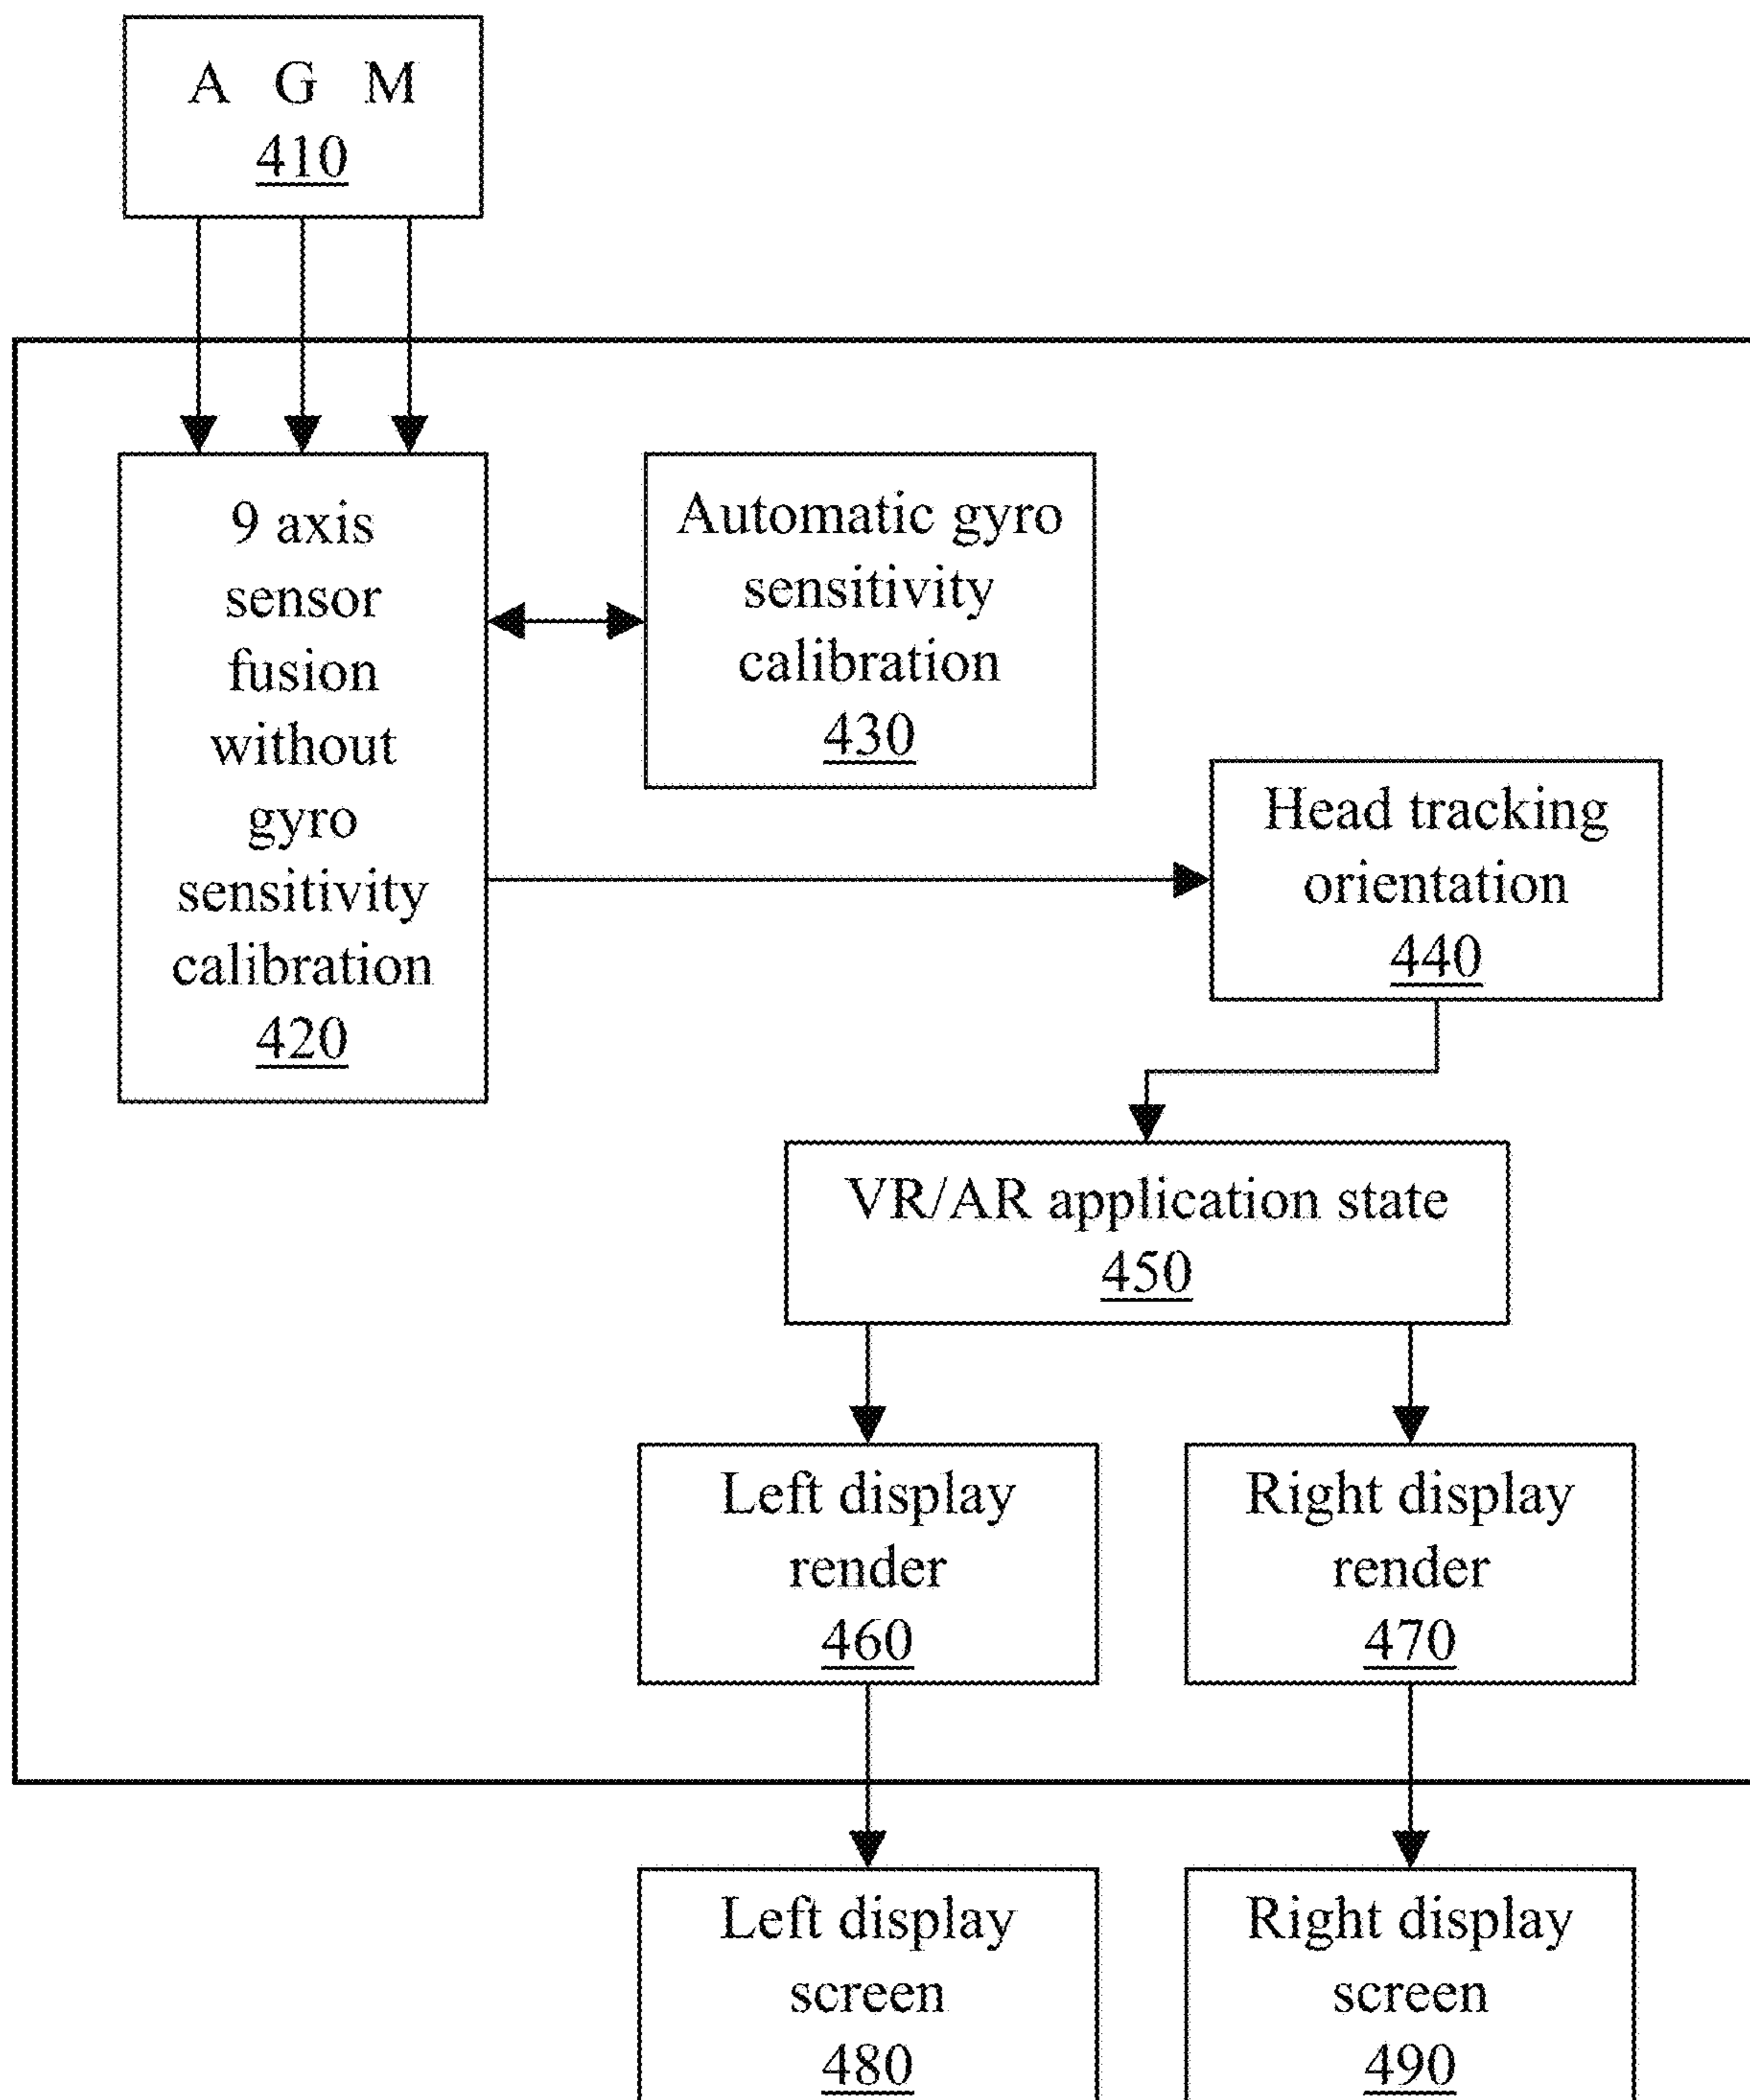 A G M
410
9 axis
sensor
fusion
without
gyro
sensitivity
calibration
420
Automatic gyro
sensitivity
calibration
430
Head tracking
orientation
440
VR/AR application state
450
Left display
render
460
Right display
render
470
Left display
screen
480
Right display
screen
490